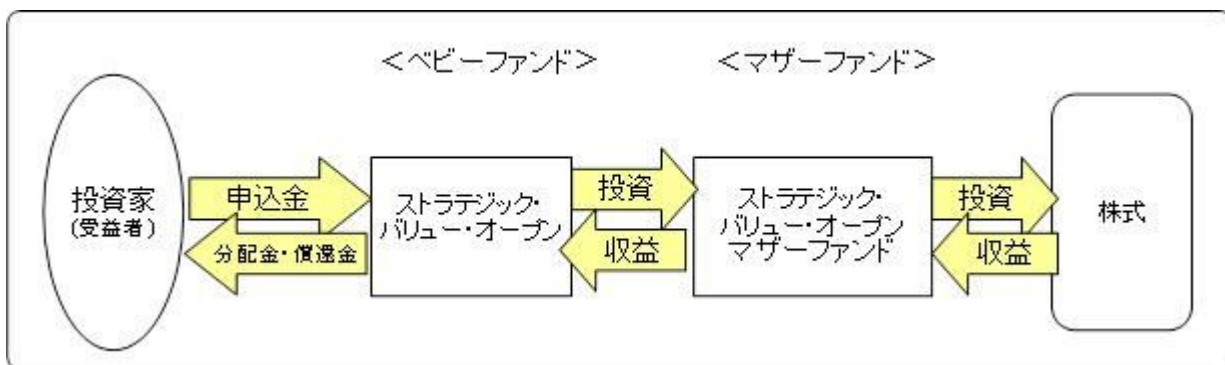 <ベビーファンド>
<マザーファンド>
投資家
(受益者)
申込金
分配金・償還金
ストラテジック・
バリュー・オープン
投資
収益
ストラテジック・
バリュー・オープン
マザーファンド
投資
収益
株式